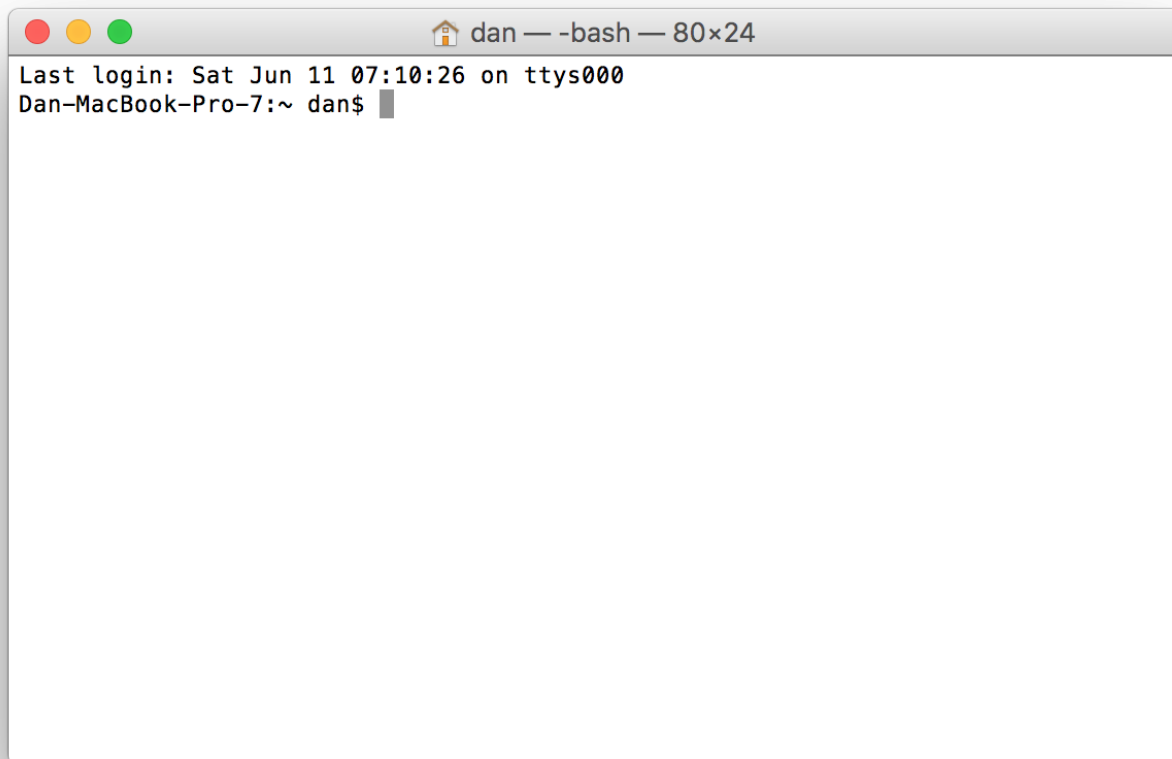 dan — -bash — 80×24
Last login: Sat Jun 11 07:10:26 on ttys000
Dan-MacBook-Pro-7:~ dan$